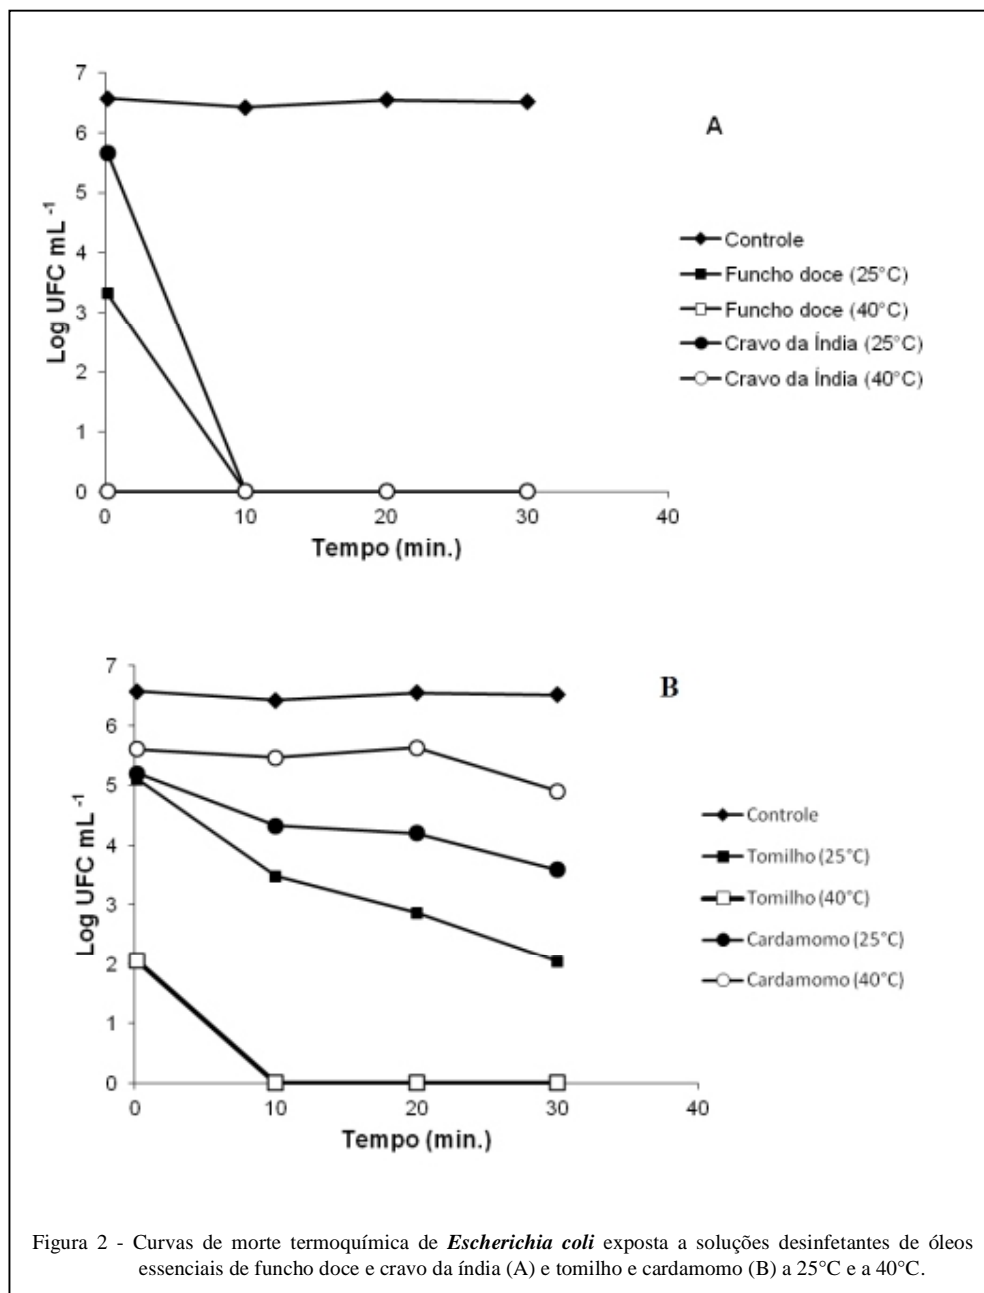 7
6
5
4
3
2
1
0
Log UFC mL -1
0 10 20 30 40
Tempo (min.)
A
Controle
Funcho doce (25°C)
Funcho doce (40°C)
Cravo da Índia (25°C)
Cravo da Índia (40°C)
7
6
5
4
3
2
1
0
Log UFC mL -1
0 10 20 30 40
Tempo (min.)
B
Controle
Tomilho (25°C)
Tomilho (40°C)
Cardamomo (25°C)
Cardamomo (40°C)
Figura 2 - Curvas de morte termoquímica de Escherichia coli exposta a soluções desinfetantes de óleos
essenciais de funcho doce e cravo da índia (A) e tomilho e cardamomo (B) a 25°C e a 40°C.